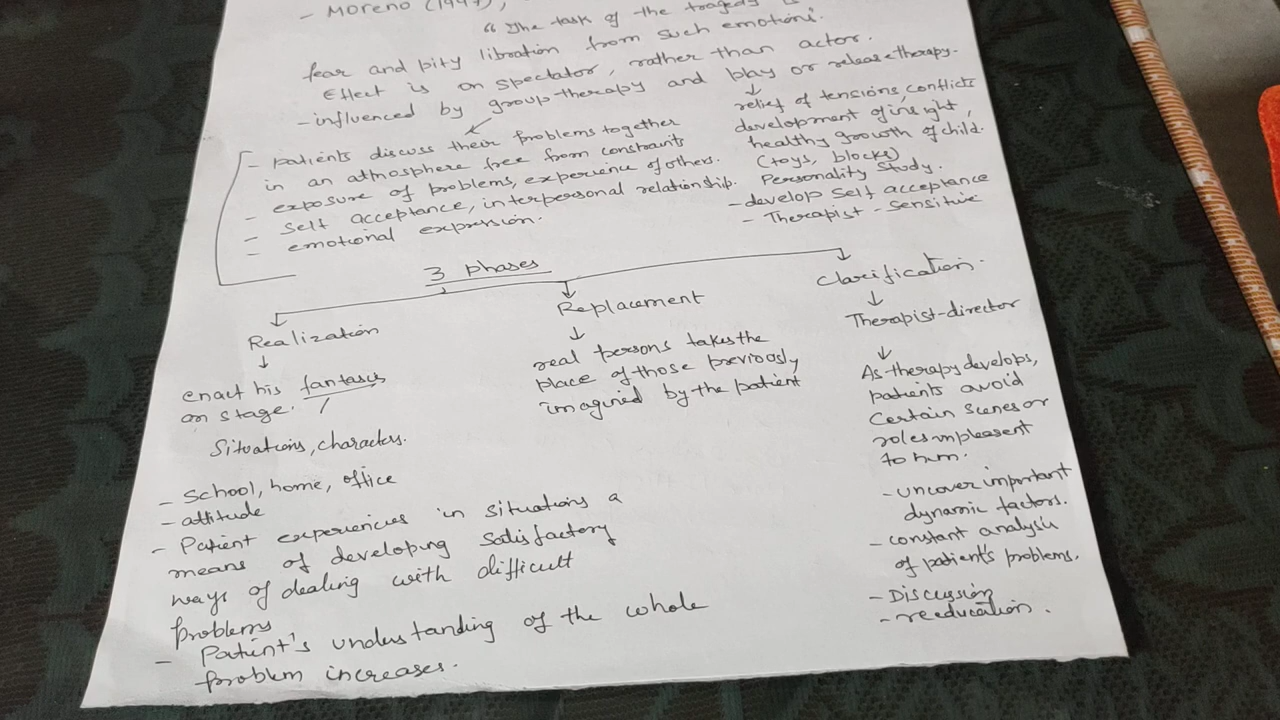 - Moreno (1947),
"The task of the tragedy is
fear and pity libration from such emotions'.
Effect is on spectator, rather than actor.
-influenced by group therapy and play or release therapy.
- patients discuss their problems together
in an atmosphere free from constraints
- exposure of problems, experience of others.
- Self acceptance, interpersonal relationship.
- emotional expression.
relief of tensions, conflicts
development of insight,
healthy growth of child.
(toys, blocks)
Personality study.
-develop self acceptance
- Therapist - sensitive
3 phases
Realization
enact his fantasies
on stage.
Situations, characters.
- School, home, office
- attitude
- Patient experiencies in situations a
means of developing satisfactory
ways of dealing with difficult
problems
- Patient's understanding of the whole
problem increases.
Replacement
real persons takes the
place of those previously
imagined by the patient
Clarification.
Therapist-director
As therapy develops,
patients avoid
Certain scenes or
roles unpleasent
to him.
- uncover important
dynamic factors.
- constant analysis
of patient's problems.
- Discussion
- reeducation.